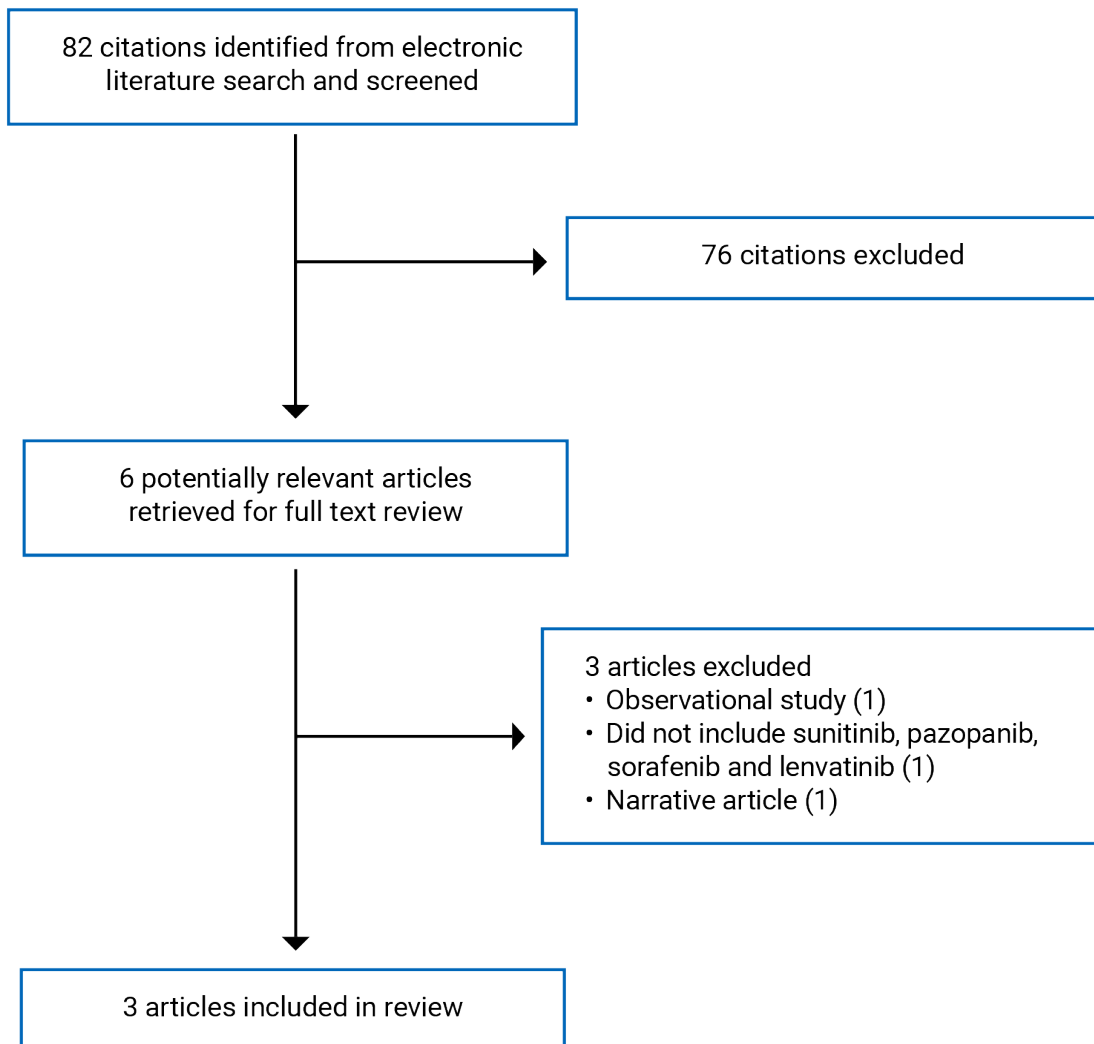 82 citations identified from electronic
literature search and screened
76 citations excluded
6 potentially relevant articles
retrieved for full text review
3 articles excluded
• Observational study (1)
• Did not include sunitinib, pazopanib,
sorafenib and lenvatinib (1)
• Narrative article (1)
3 articles included in review